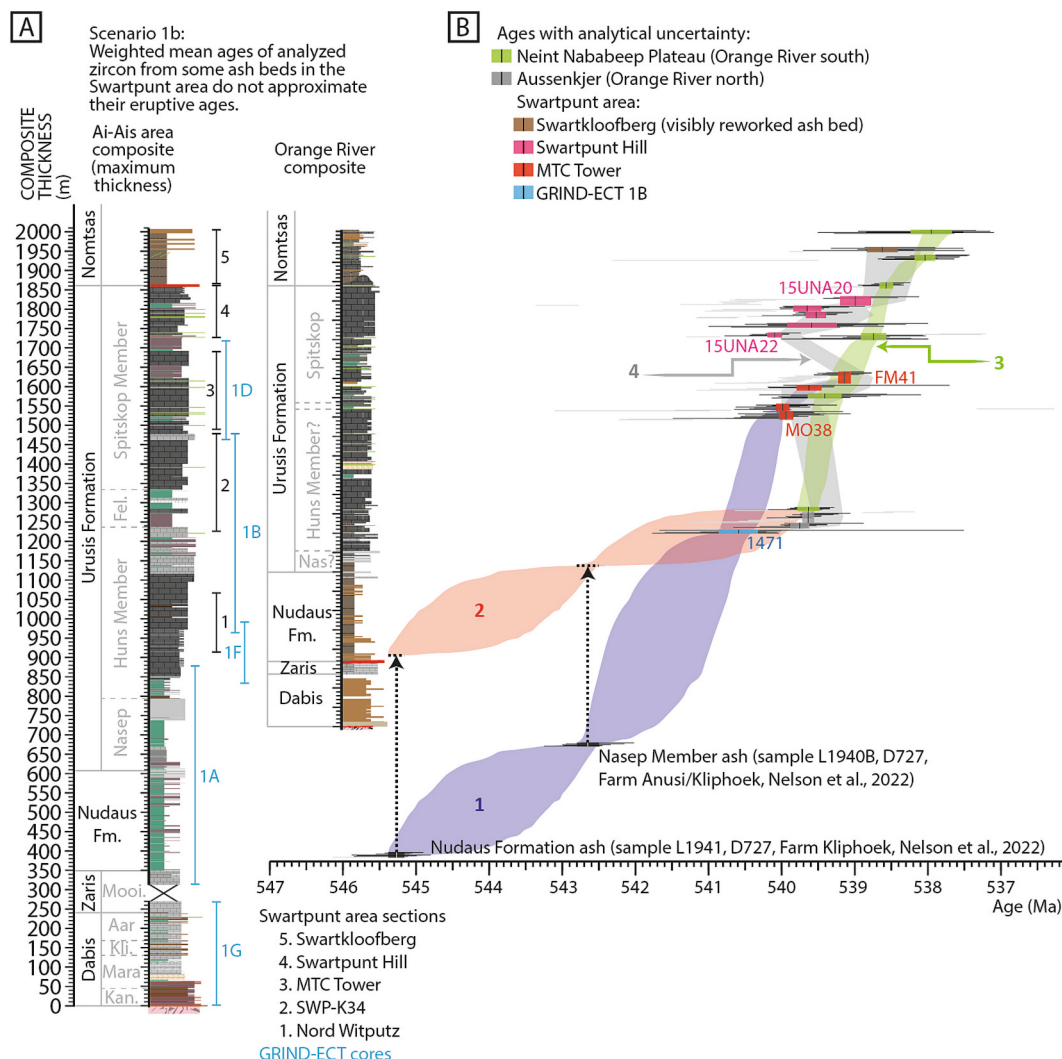 A
Scenario 1b:
Weighted mean ages of analyzed
zircon from some ash beds in the
Swartpunt area do not approximate
their eruptive ages.
COMPOSITE
THICKNESS
(m)
Ai-Ais area
composite
(maximum
thickness)
Orange River
composite
2000
1950
1900
1850
1800
1750
1700
1650
1600
1550
1500
1450
1400
1350
1300
1250
1200
1150
1100
1050
1000
950
900
850
800
750
700
650
600
550
500
450
400
350
300
250
200
150
100
50
0
Nomtsas
Urusis Formation
Spitskop Member
Fel.
Huns Member
Nasep
Nudaus
Fm.
Zaris
Mooi.
Dabis
Aar
Kli.
Mara
Kan.
5
4
3
2
1
1D
1B
1F
1A
1G
Nomtsas
Urusis Formation
Spitskop
Huns Member?
Nas?
Nudaus
Fm.
Zaris
Dabis
B
Ages with analytical uncertainty:
Neint Nababeep Plateau (Orange River south)
Aussenkjer (Orange River north)
Swartpunt area:
Swartkloofberg (visibly reworked ash bed)
Swartpunt Hill
MTC Tower
GRIND-ECT 1B
15UNA20
15UNA22
4
3
FM41
MO38
1471
2
1
Nasep Member ash (sample L1940B, D727,
Farm Anusi/Kliphoek, Nelson et al., 2022)
Nudaus Formation ash (sample L1941, D727, Farm Kliphoek, Nelson et al., 2022)
547 546 545 544 543 542 541 540 539 538 537
Age (Ma)
Swartpunt area sections
5. Swartkloofberg
4. Swartpunt Hill
3. MTC Tower
2. SWP-K34
1. Nord Witputz
GRIND-ECT cores